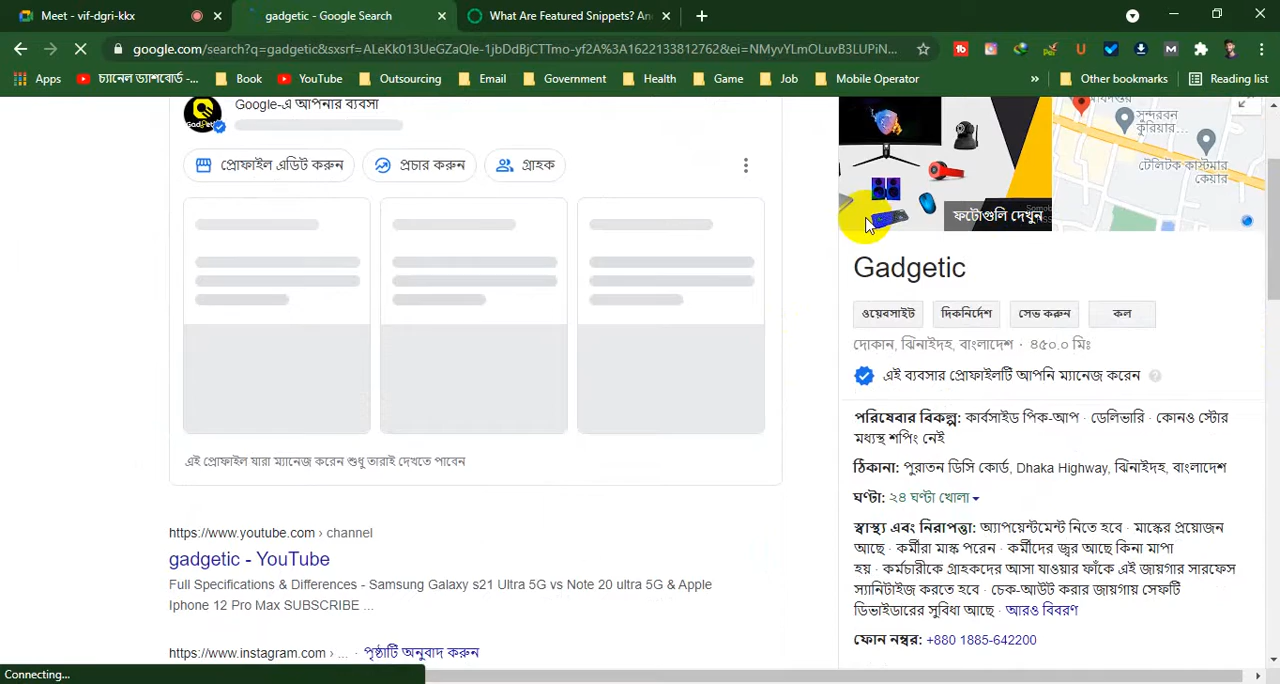 Meet - vif-dgri-kkx
gadgetic - Google Search
What Are Featured Snippets? An
google.com/search?q=gadgetic&sxsrf=ALeKk013UeGZaQle-1jbDdBjCTTmo-yf2A%3A1622133812762&ei=NMyvYLmOLuvB3LUPiN...
Apps
চ্যানেল ড্যাশবোর্ড -...
Book
YouTube
Outsourcing
Email
Government
Health
Game
Job
Mobile Operator
»
Other bookmarks
Reading list
Google-এ আপনার ব্যবসা
প্রোফাইল এডিট করুন
প্রচার করুন
গ্রাহক
এই প্রোফাইল যারা ম্যানেজ করেন শুধু তারাই দেখতে পাবেন
https://www.youtube.com › channel
gadgetic - YouTube
Full Specifications & Differences - Samsung Galaxy s21 Ultra 5G vs Note 20 ultra 5G & Apple
Iphone 12 Pro Max SUBSCRIBE ...
https://www.instagram.com › ... · পৃষ্ঠাটি অনুবাদ করুন
ফটোগুলি দেখুন
সুন্দরবন
কুরিয়ার...
টেলিটক কাস্টমার
কেয়ার
Gadgetic
ওয়েবসাইট
দিকনির্দেশ
সেভ করুন
কল
দোকান, ঝিনাইদহ, বাংলাদেশ · ৪৫০.০ মিঃ
এই ব্যবসার প্রোফাইলটি আপনি ম্যানেজ করেন
পরিষেবার বিকল্প: কার্বসাইড পিক-আপ · ডেলিভারি · কোনও স্টোর
মধ্যস্থ শপিং নেই
ঠিকানা: পুরাতন ডিসি কোর্ড, Dhaka Highway, ঝিনাইদহ, বাংলাদেশ
ঘণ্টা: ২৪ ঘণ্টা খোলা
স্বাস্থ্য এবং নিরাপত্তা: অ্যাপয়েন্টমেন্ট নিতে হবে · মাস্কের প্রয়োজন
আছে · কর্মীরা মাস্ক পরেন · কর্মীদের জ্বর আছে কিনা মাপা
হয় · কর্মচারীকে গ্রাহকদের আসা যাওয়ার ফাঁকে এই জায়গার সারফেস
স্যানিটাইজ করতে হবে · চেক-আউট করার জায়গায় সেফটি
ডিভাইডারের সুবিধা আছে · আরও বিবরণ
ফোন নম্বর: +880 1885-642200
Connecting...